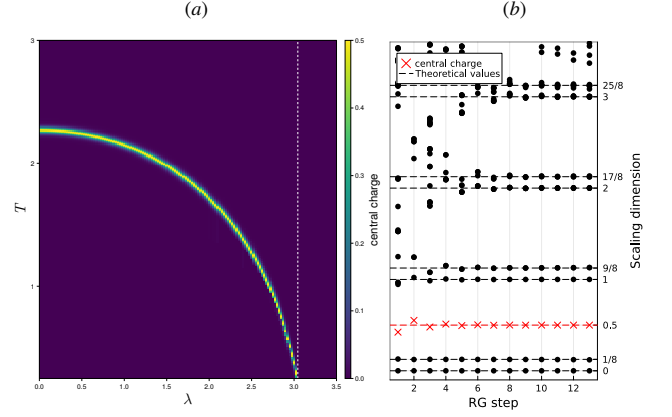 (a)
3
2
1
T
0.0 0.5 1.0 1.5 2.0 2.5 3.0 3.5
λ
0.5
0.4
0.3
0.2
0.1
0.0
central charge
(b)
central charge
Theoretical values
25/8
3
17/8
2
9/8
1
0.5
1/8
0
Scaling dimension
2 4 6 8 10 12
RG step